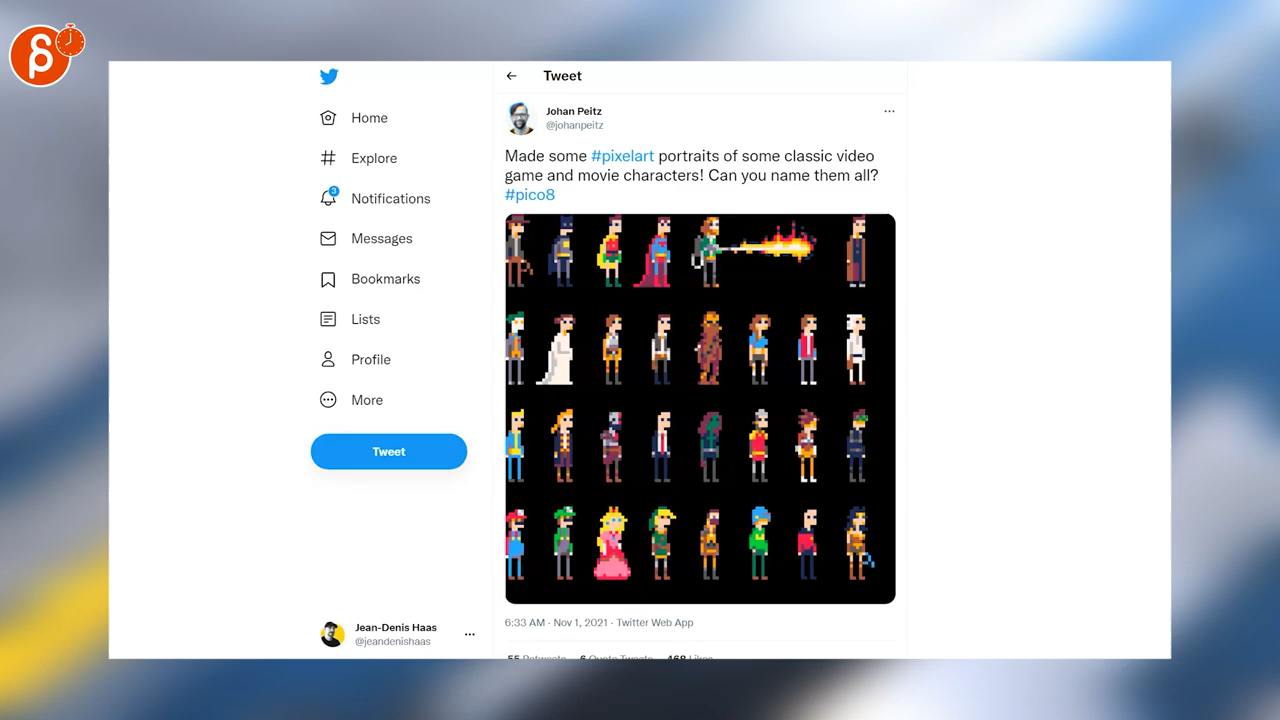 Tweet
Home
Johan Peitz
@johanpeitz
Explore
Made some #pixelart portraits of some classic video
game and movie characters! Can you name them all?
#pico8
3
Notifications
Messages
Bookmarks
Lists
Profile
More
Tweet
6:33 AM · Nov 1, 2021 · Twitter Web App
Jean-Denis Haas
@jeandenishaas
55 Retweets 6 Quote Tweets 468 Likes